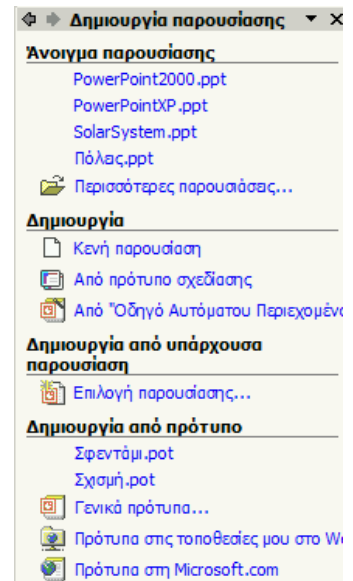 Δημιουργία παρουσίασης
Άνοιγμα παρουσίασης
PowerPoint2000.ppt
PowerPointXP.ppt
SolarSystem.ppt
Πόλεις.ppt
Περισσότερες παρουσιάσεις...
Δημιουργία
Κενή παρουσίαση
Από πρότυπο σχεδίασης
Από "Οδηγό Αυτόματου Περιεχομένο
Δημιουργία από υπάρχουσα
παρουσίαση
Επιλογή παρουσίασης...
Δημιουργία από πρότυπο
Σφεντάμι.pot
Σχισμή.pot
Γενικά πρότυπα...
Πρότυπα στις τοποθεσίες μου στο We
Πρότυπα στη Microsoft.com